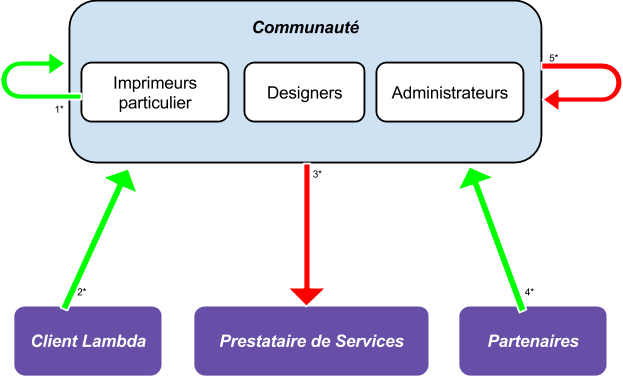 Communauté
Imprimeurs
particulier
Designers
Administrateurs
5*
1*
3*
2*
4*
Client Lambda
Prestataire de Services
Partenaires